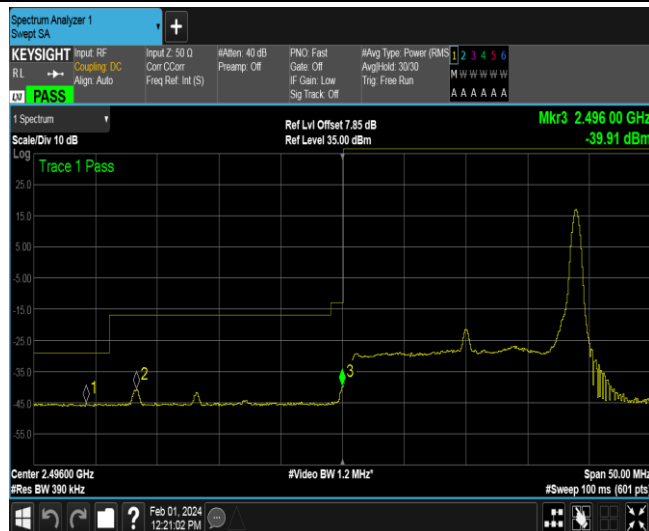 Spectrum Analyzer 1
Swept SA
+
KEYSIGHT
RL
LXI PASS
Input: RF
Coupling: DC
Align: Auto
Input Z: 50 Ω
Corr CCorr
Freq Ref: Int (S)
#Atten: 40 dB
Preamp: Off
PNO: Fast
Gate: Off
IF Gain: Low
Sig Track: Off
#Avg Type: Power (RMS
Avg|Hold: 30/30
Trig: Free Run
1 2 3 4 5 6
M W W W W W
A A A A A A
1 Spectrum
Scale/Div 10 dB
Ref Lvl Offset 7.85 dB
Ref Level 35.00 dBm
Mkr3 2.496 00 GHz
-39.91 dBm
Log
Trace 1 Pass
25.0
15.0
5.00
-5.00
-15.0
-25.0
-35.0
-45.0
-55.0
1
2
3
Center 2.49600 GHz
#Res BW 390 kHz
#Video BW 1.2 MHz*
Span 50.00 MHz
#Sweep 100 ms (601 pts)
?
Feb 01, 2024
12:21:02 PM